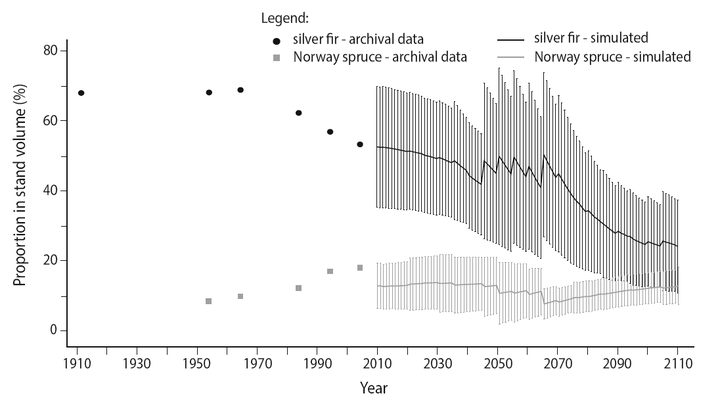 Legend:
silver fir - archival data
silver fir - simulated
Norway spruce - archival data
Norway spruce - simulated
Proportion in stand volume (%)
80
60
40
20
0
1910 1930 1950 1970 1990 2010 2030 2050 2070 2090 2110
Year